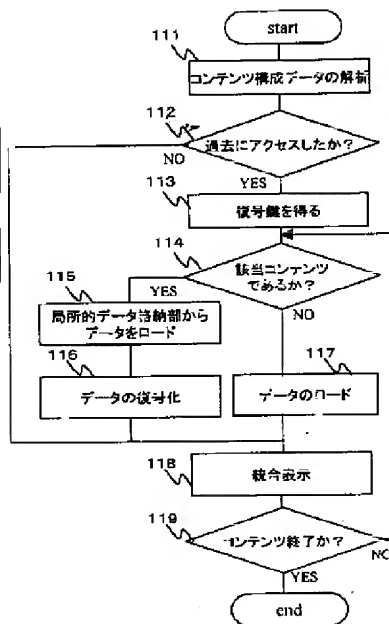 start
111
コンテンツ構成データの解析
112
過去にアクセスしたか?
NO
YES
113
復号鍵を得る
114
該当コンテンツ
であるか?
115
YES
NO
局所的データ格納部から
データをロード
116
117
データの復号化
データのロード
118
統合表示
119
コンテンツ終了か?
NO
YES
end